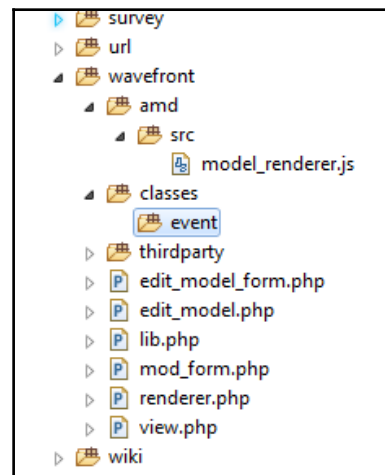 survey
url
wavefront
amd
src
model_renderer.js
classes
event
thirdparty
edit_model_form.php
edit_model.php
lib.php
mod_form.php
renderer.php
view.php
wiki